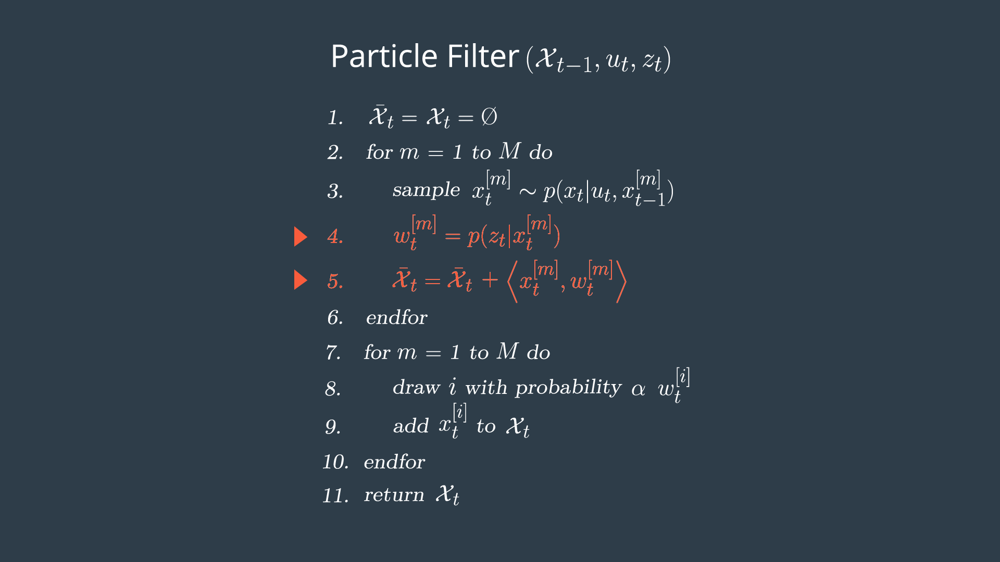 Particle Filter $(\mathcal{X}_{t-1}, u_t, z_t)$
1. $\bar{\mathcal{X}}_t = \mathcal{X}_t = \emptyset$
2. for $m$ = 1 to $M$ do
3. sample $x_t^{[m]} \sim p(x_t|u_t, x_{t-1}^{[m]})$
4. $w_t^{[m]} = p(z_t|x_t^{[m]})$
5. $\bar{\mathcal{X}}_t = \bar{\mathcal{X}}_t + \left\langle x_t^{[m]}, w_t^{[m]} \right\rangle$
6. endfor
7. for $m$ = 1 to $M$ do
8. draw $i$ with probability $\alpha$ $w_t^{[i]}$
9. add $x_t^{[i]}$ to $\mathcal{X}_t$
10. endfor
11. return $\mathcal{X}_t$